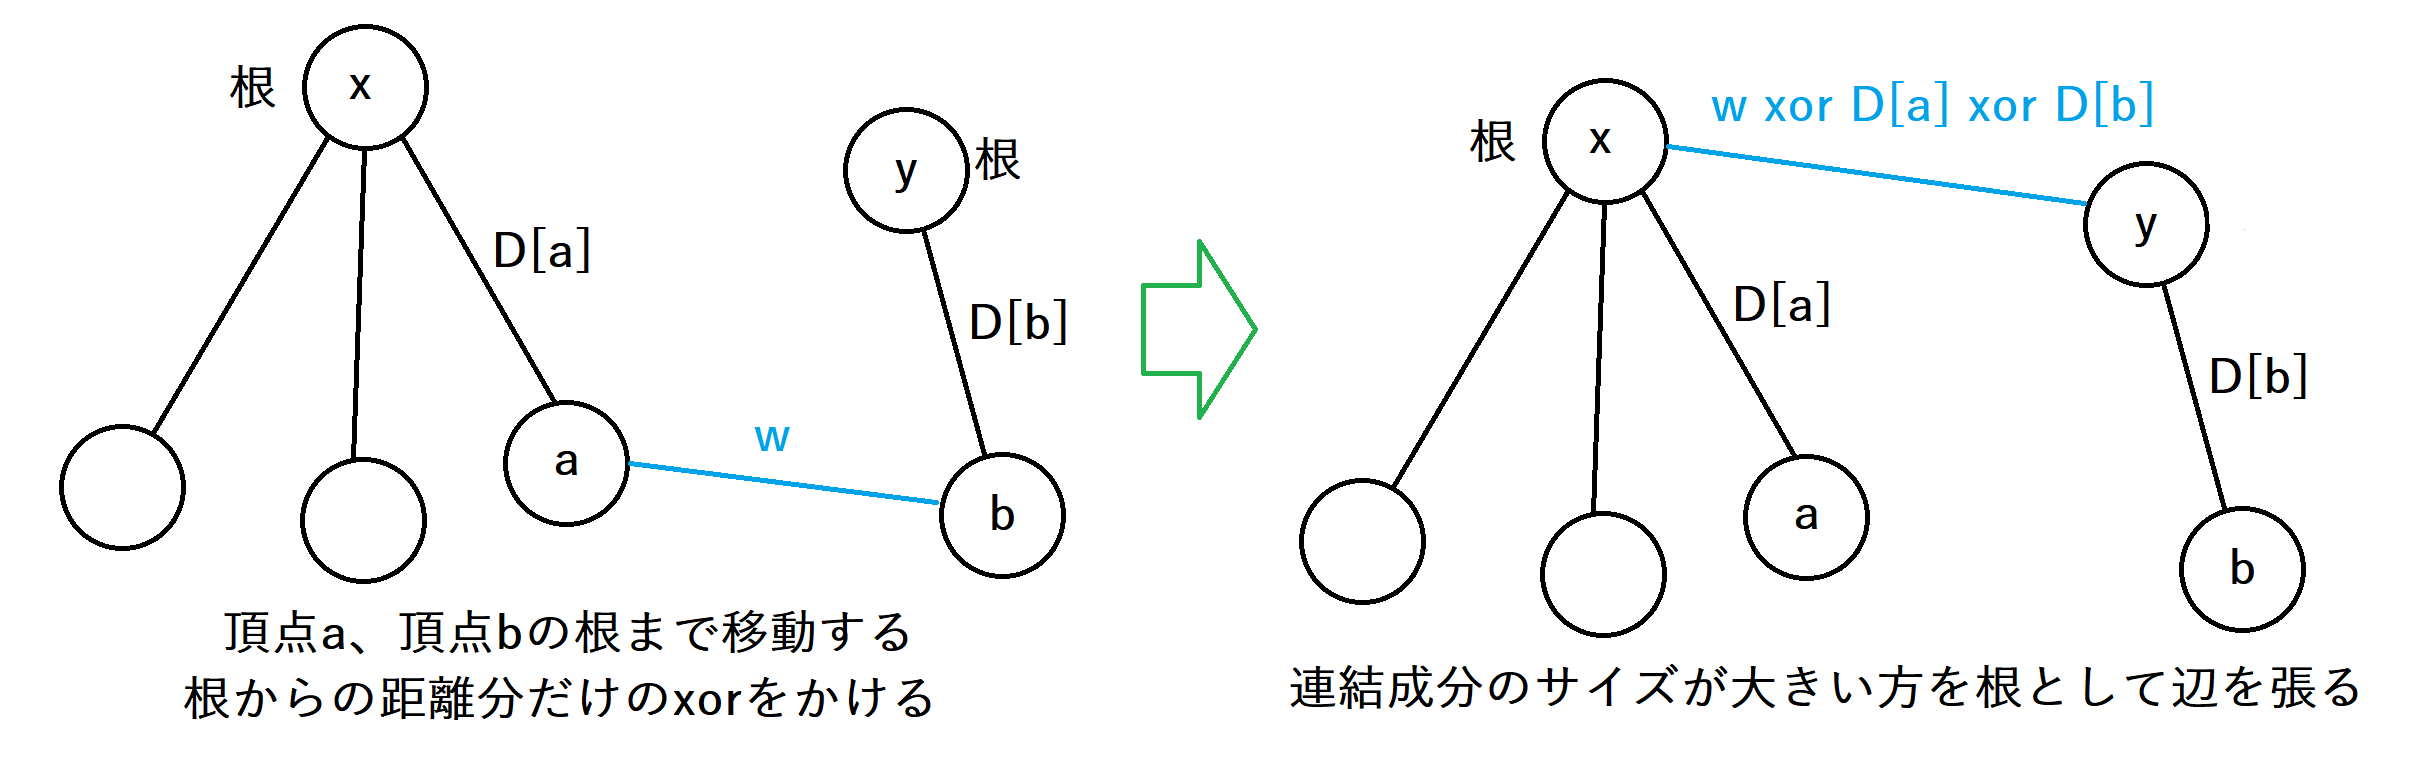 根
x
y
根
D[a]
D[b]
w
a
b
頂点a、頂点bの根まで移動する
根からの距離分だけのxorをかける
根
x
w xor D[a] xor D[b]
y
D[a]
D[b]
a
b
連結成分のサイズが大きい方を根として辺を張る